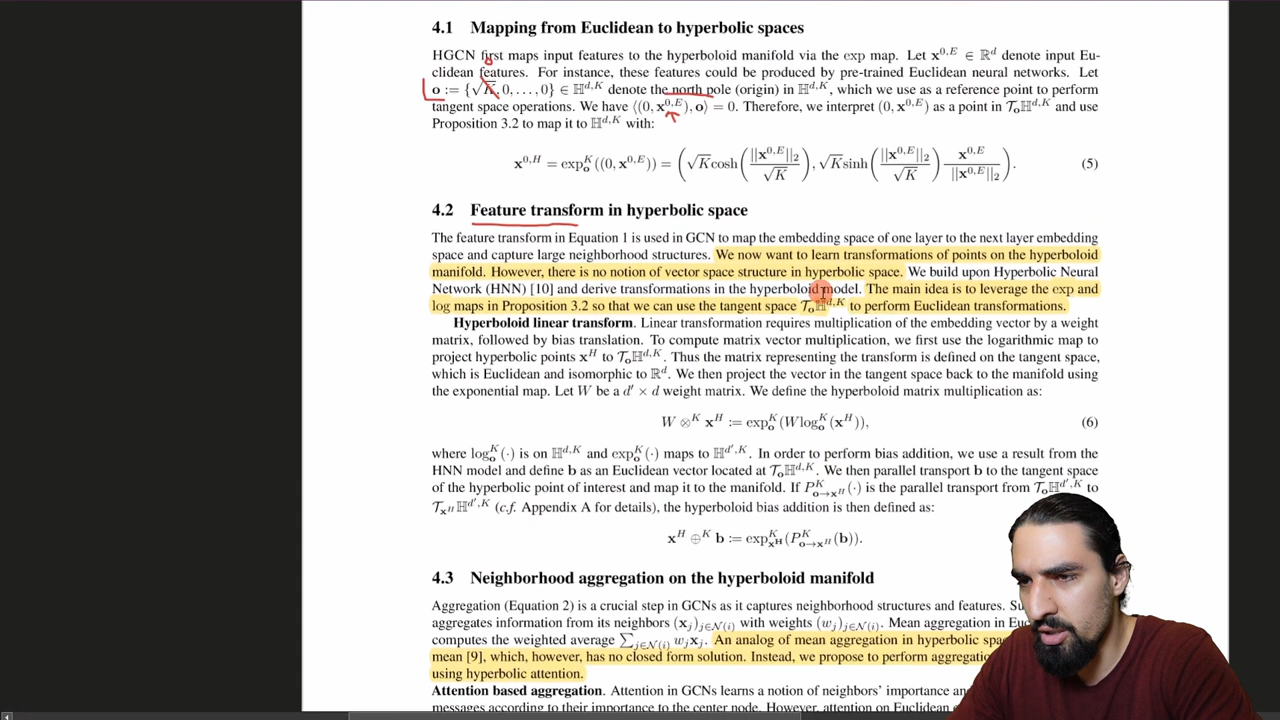 4.1 Mapping from Euclidean to hyperbolic spaces
HGCN first maps input features to the hyperboloid manifold via the exp map. Let x^{0,E} ∈ ℝ^d denote input Eu-
clidean features. For instance, these features could be produced by pre-trained Euclidean neural networks. Let
o := {√K, 0, . . . , 0} ∈ ℍ^{d,K} denote the north pole (origin) in ℍ^{d,K}, which we use as a reference point to perform
tangent space operations. We have ⟨(0, x^{0,E}), o⟩ = 0. Therefore, we interpret (0, x^{0,E}) as a point in 𝒯_oℍ^{d,K} and use
Proposition 3.2 to map it to ℍ^{d,K} with:
x^{0,H} = exp_o^K((0, x^{0,E})) = (√K cosh(||x^{0,E}||_2 / √K), √K sinh(||x^{0,E}||_2 / √K) x^{0,E} / ||x^{0,E}||_2). (5)
4.2 Feature transform in hyperbolic space
The feature transform in Equation 1 is used in GCN to map the embedding space of one layer to the next layer embedding
space and capture large neighborhood structures. We now want to learn transformations of points on the hyperboloid
manifold. However, there is no notion of vector space structure in hyperbolic space. We build upon Hyperbolic Neural
Network (HNN) [10] and derive transformations in the hyperboloid model. The main idea is to leverage the exp and
log maps in Proposition 3.2 so that we can use the tangent space 𝒯_oℍ^{d,K} to perform Euclidean transformations.
Hyperboloid linear transform. Linear transformation requires multiplication of the embedding vector by a weight
matrix, followed by bias translation. To compute matrix vector multiplication, we first use the logarithmic map to
project hyperbolic points x^H to 𝒯_oℍ^{d,K}. Thus the matrix representing the transform is defined on the tangent space,
which is Euclidean and isomorphic to ℝ^d. We then project the vector in the tangent space back to the manifold using
the exponential map. Let W be a d′ × d weight matrix. We define the hyperboloid matrix multiplication as:
W ⊗^K x^H := exp_o^K(W log_o^K(x^H)), (6)
where log_o^K(·) is on ℍ^{d,K} and exp_o^K(·) maps to ℍ^{d′,K}. In order to perform bias addition, we use a result from the
HNN model and define b as an Euclidean vector located at 𝒯_oℍ^{d,K}. We then parallel transport b to the tangent space
of the hyperbolic point of interest and map it to the manifold. If P_{o→x^H}^K(·) is the parallel transport from 𝒯_oℍ^{d′,K} to
𝒯_{x^H}ℍ^{d′,K} (c.f. Appendix A for details), the hyperboloid bias addition is then defined as:
x^H ⊕^K b := exp_{x^H}^K(P_{o→x^H}^K(b)).
4.3 Neighborhood aggregation on the hyperboloid manifold
Aggregation (Equation 2) is a crucial step in GCNs as it captures neighborhood structures and features.
aggregates information from its neighbors (x_j)_{j∈𝒩(i)} with weights (w_j)_{j∈𝒩(i)}. Mean aggregation in
computes the weighted average ∑_{j∈𝒩(i)} w_j x_j. An analog of mean aggregation in hyperbolic
mean [9], which, however, has no closed form solution. Instead, we propose to perform
using hyperbolic attention.
Attention based aggregation. Attention in GCNs learns a notion of neighbors' importance
messages according to their importance to the center node. However, attention on Euclidean